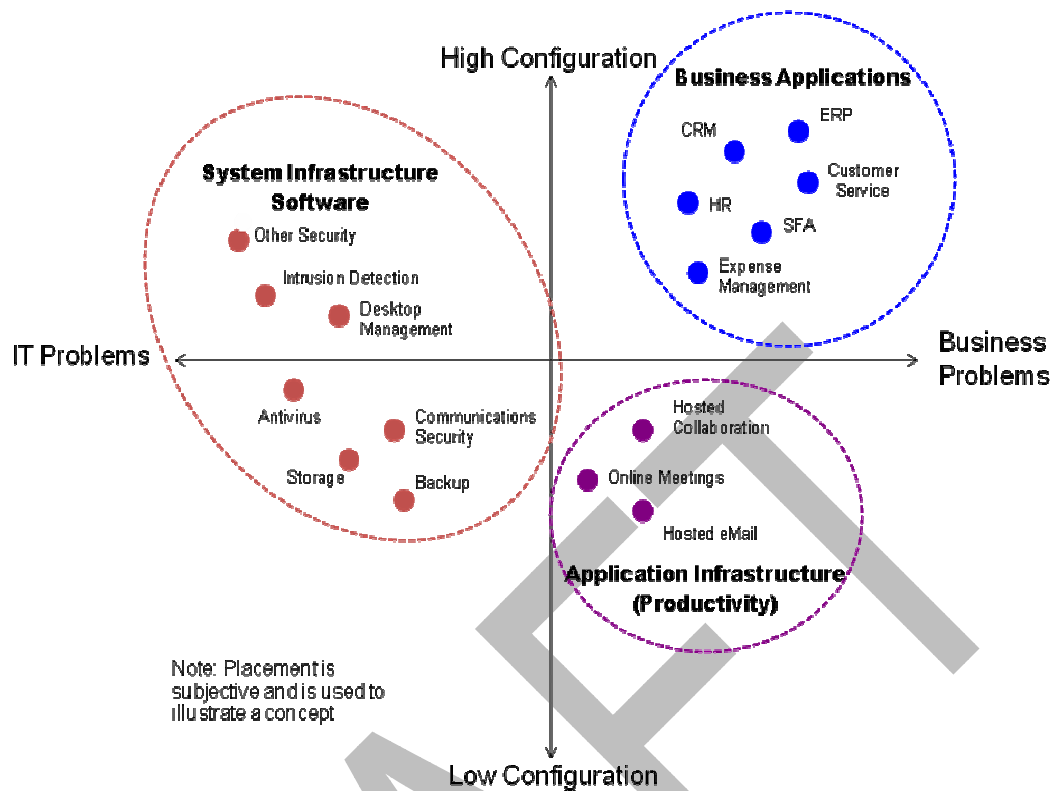 High Configuration
Business Applications
ERP
CRM
Customer
Service
HR
SFA
Expense
Management
System Infrastructure
Software
Other Security
Intrusion Detection
Desktop
Management
IT Problems
Business
Problems
Antivirus
Communications
Security
Storage
Backup
Hosted
Collaboration
Online Meetings
Hosted eMail
Application Infrastructure
(Productivity)
Note: Placement is
subjective and is used to
illustrate a concept
Low Configuration